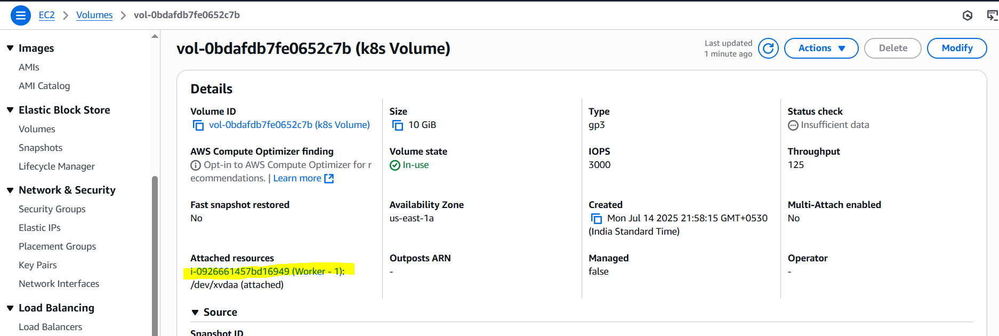 EC2 > Volumes > vol-0bdafdb7fe0652c7b
Images
AMIs
AMI Catalog
Elastic Block Store
Volumes
Snapshots
Lifecycle Manager
Network & Security
Security Groups
Elastic IPs
Placement Groups
Key Pairs
Network Interfaces
Load Balancing
Load Balancers
vol-0bdafdb7fe0652c7b (k8s Volume)
Last updated
1 minute ago
Actions
Delete
Modify
Details
Volume ID
vol-0bdafdb7fe0652c7b (k8s Volume)
Size
10 GiB
Type
gp3
Status check
Insufficient data
AWS Compute Optimizer finding
Opt-in to AWS Compute Optimizer for r
ecommendations. | Learn more
Volume state
In-use
IOPS
3000
Throughput
125
Fast snapshot restored
No
Availability Zone
us-east-1a
Created
Mon Jul 14 2025 21:58:15 GMT+0530
(India Standard Time)
Multi-Attach enabled
No
Attached resources
i-0926661457bd16949 (Worker - 1):
/dev/xvdaa (attached)
Outposts ARN
-
Managed
false
Operator
-
Source
Snapshot ID